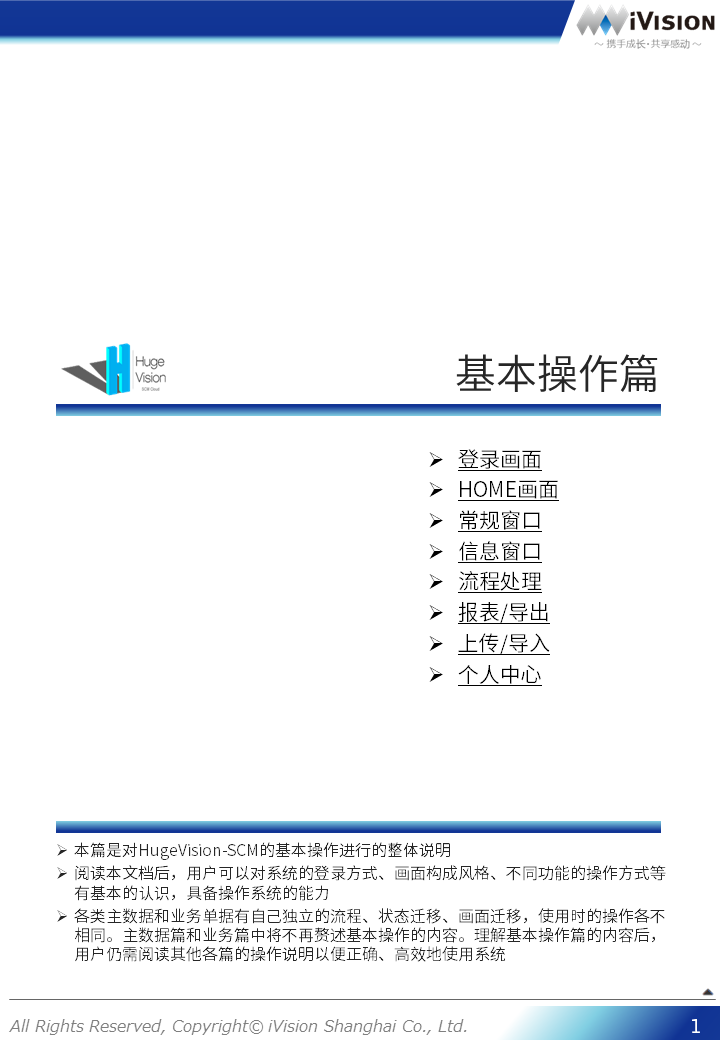 iVISION
～ 携手成长·共享感动 ～
Huge
Vision
SCM Cloud
基本操作篇
登录画面
HOME画面
常规窗口
信息窗口
流程处理
报表/导出
上传/导入
个人中心
本篇是对HugeVision-SCM的基本操作进行的整体说明
阅读本文档后，用户可以对系统的登录方式、画面构成风格、不同功能的操作方式等
有基本的认识，具备操作系统的能力
各类主数据和业务单据有自己独立的流程、状态迁移、画面迁移，使用时的操作各不
相同。主数据篇和业务篇中将不再赘述基本操作的内容。理解基本操作篇的内容后，
用户仍需阅读其他各篇的操作说明以便正确、高效地使用系统
All Rights Reserved, Copyright© iVision Shanghai Co., Ltd.
1